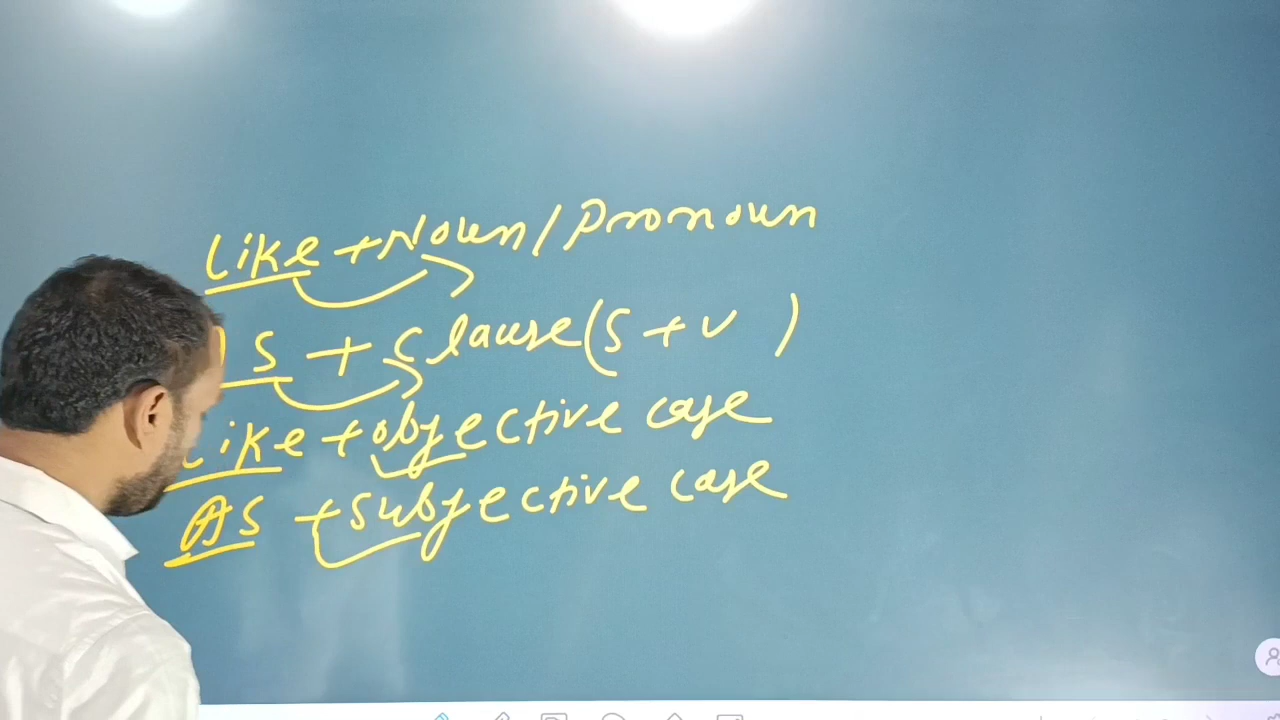 Like + Noun / Pronoun
S + Clause (S + V )
Like + objective case
AS + Subjective case